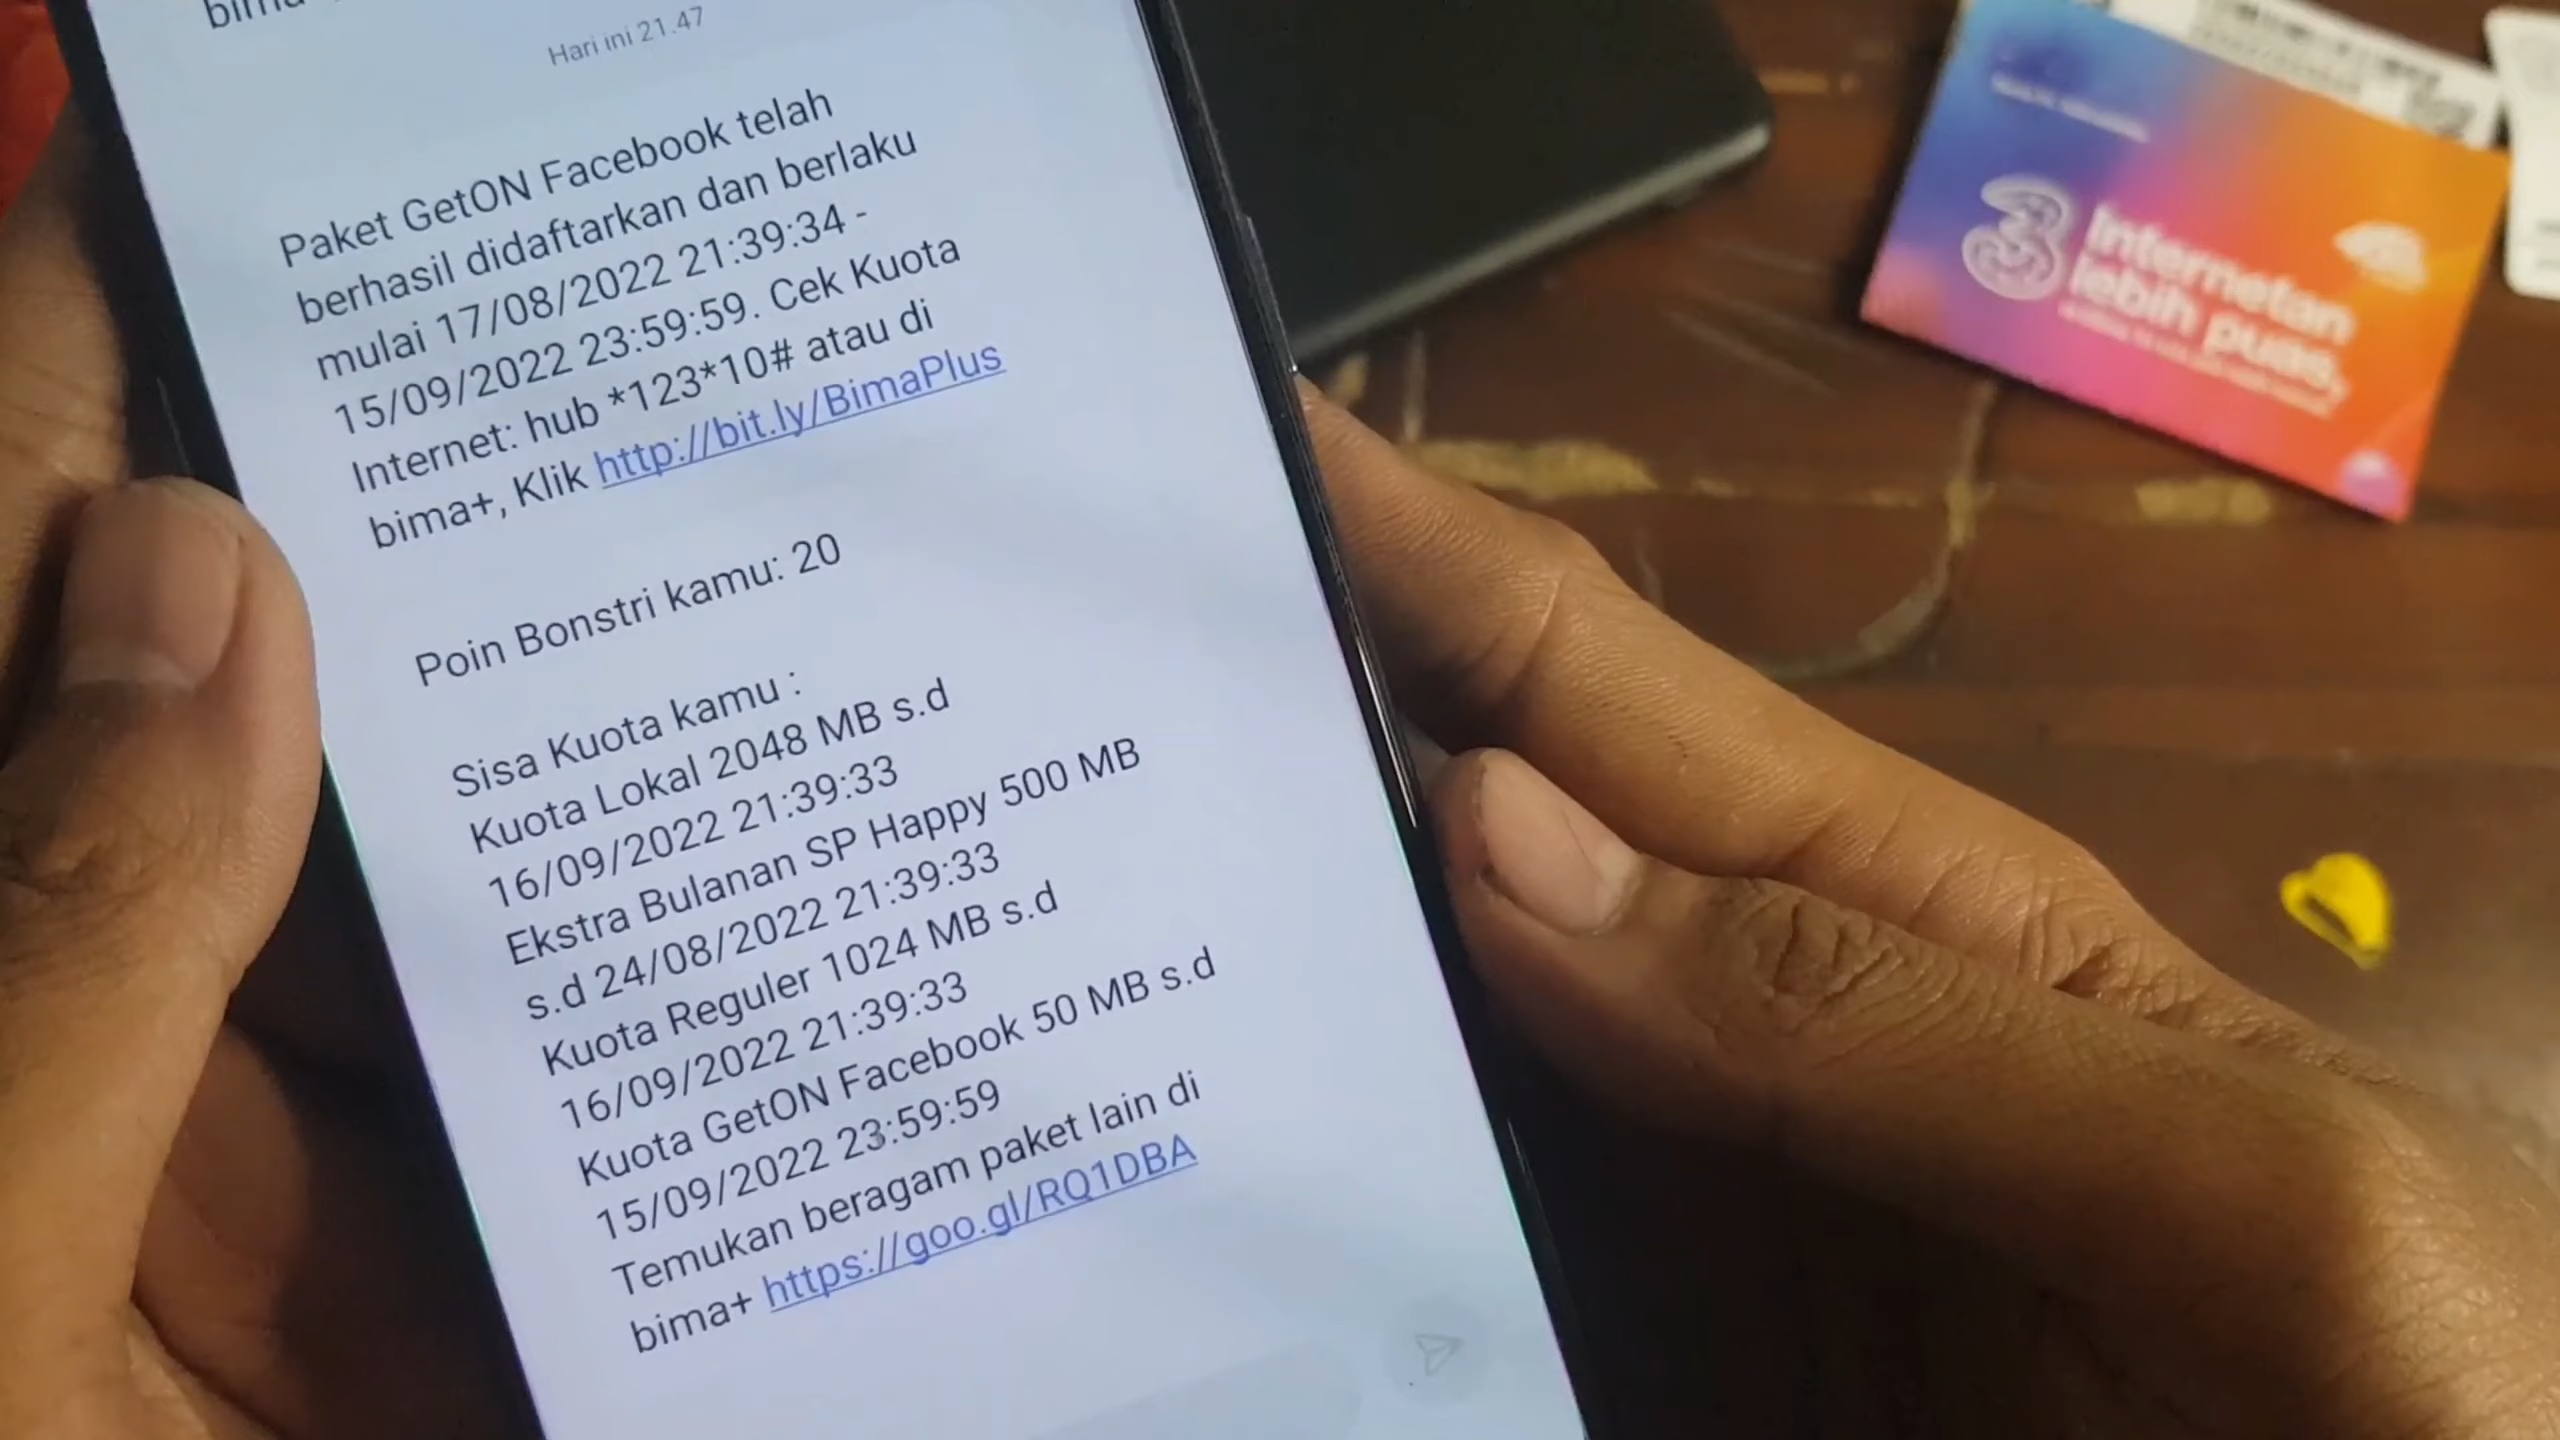 Hari ini 21.47
Paket GetON Facebook telah
berhasil didaftarkan dan berlaku
mulai 17/08/2022 21:39:34 -
15/09/2022 23:59:59. Cek Kuota
Internet: hub *123*10# atau di
bima+, Klik http://bit.ly/BimaPlus
Poin Bonstri kamu: 20
Sisa Kuota kamu :
Kuota Lokal 2048 MB s.d
16/09/2022 21:39:33
Ekstra Bulanan SP Happy 500 MB
s.d 24/08/2022 21:39:33
Kuota Reguler 1024 MB s.d
16/09/2022 21:39:33
Kuota GetON Facebook 50 MB s.d
15/09/2022 23:59:59
Temukan beragam paket lain di
bima+ https://goo.gl/RQ1DBA
3
Internetan
lebih puas,